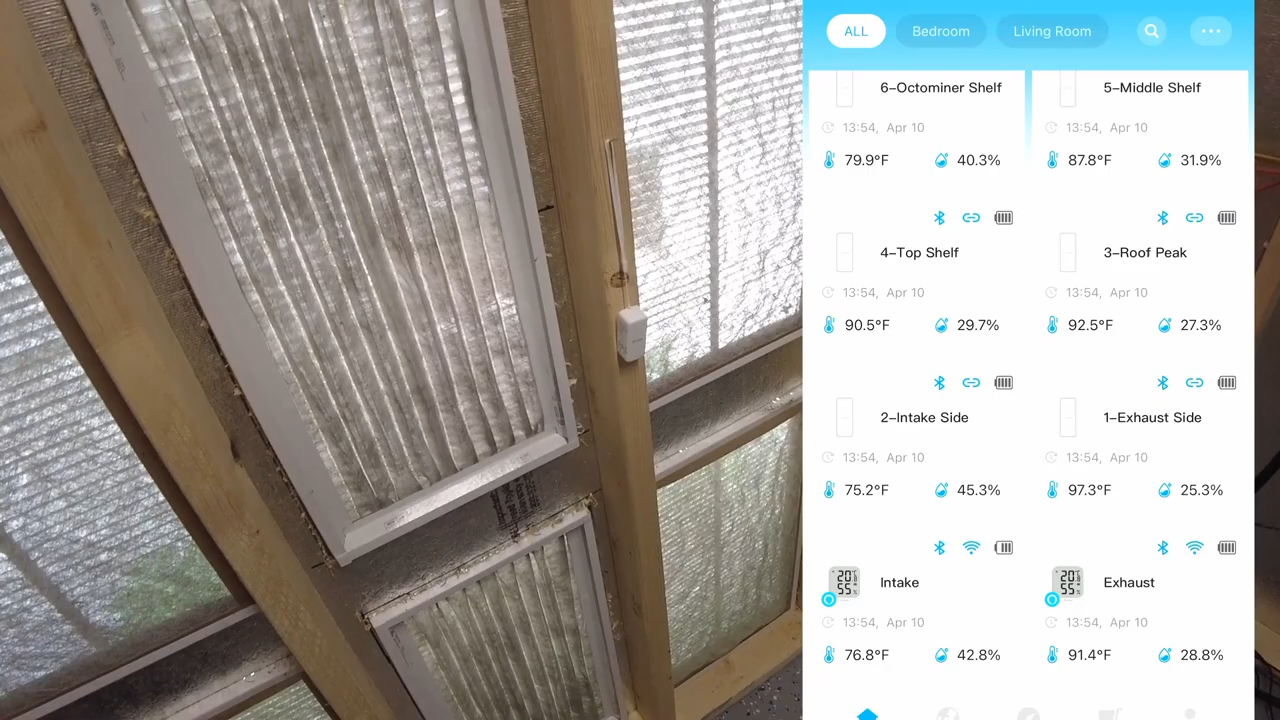 ALL Bedroom Living Room
6-Octominer Shelf
13:54, Apr 10
79.9°F 40.3%
5-Middle Shelf
13:54, Apr 10
87.8°F 31.9%
4-Top Shelf
13:54, Apr 10
90.5°F 29.7%
3-Roof Peak
13:54, Apr 10
92.5°F 27.3%
2-Intake Side
13:54, Apr 10
75.2°F 45.3%
1-Exhaust Side
13:54, Apr 10
97.3°F 25.3%
20
55
Intake
13:54, Apr 10
76.8°F 42.8%
20
55
Exhaust
13:54, Apr 10
91.4°F 28.8%